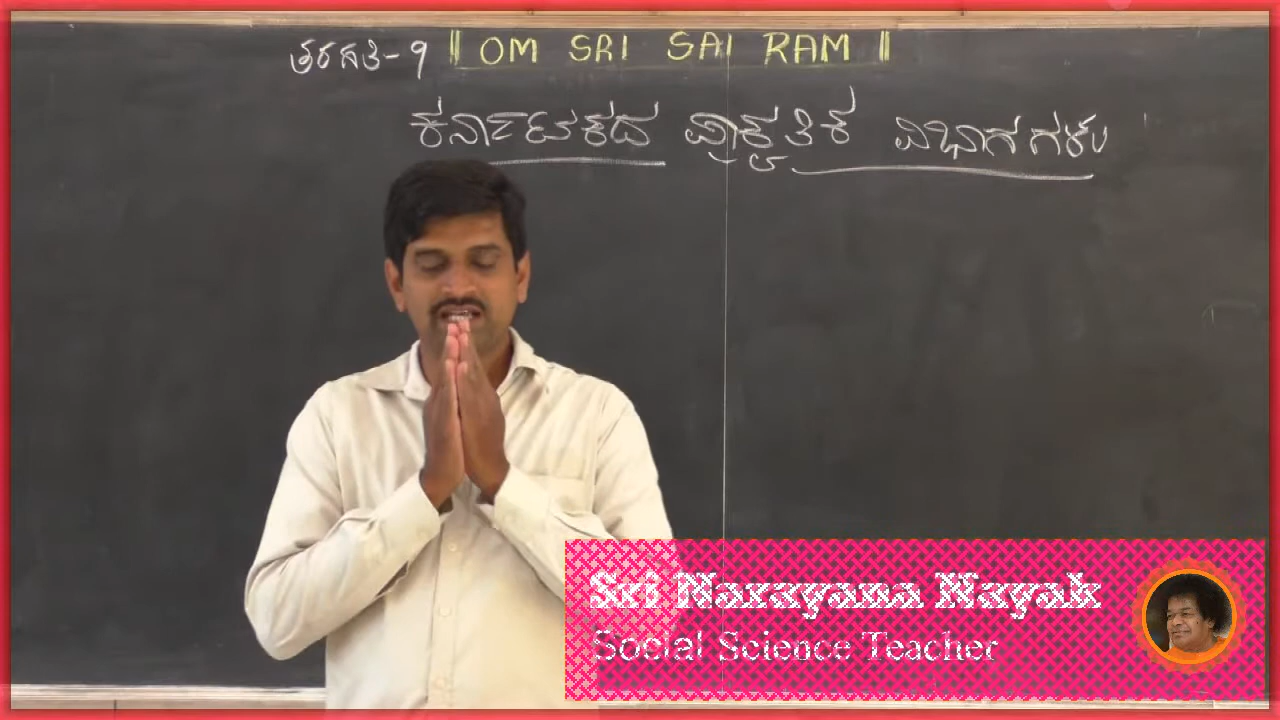 ತರಗತಿ-9 || OM SRI SAI RAM ||
ಕರ್ನಾಟಕದ ಪ್ರಾಕೃತಿಕ ವಿಭಾಗಗಳು
Sri Narayana Nayak
Social Science Teacher